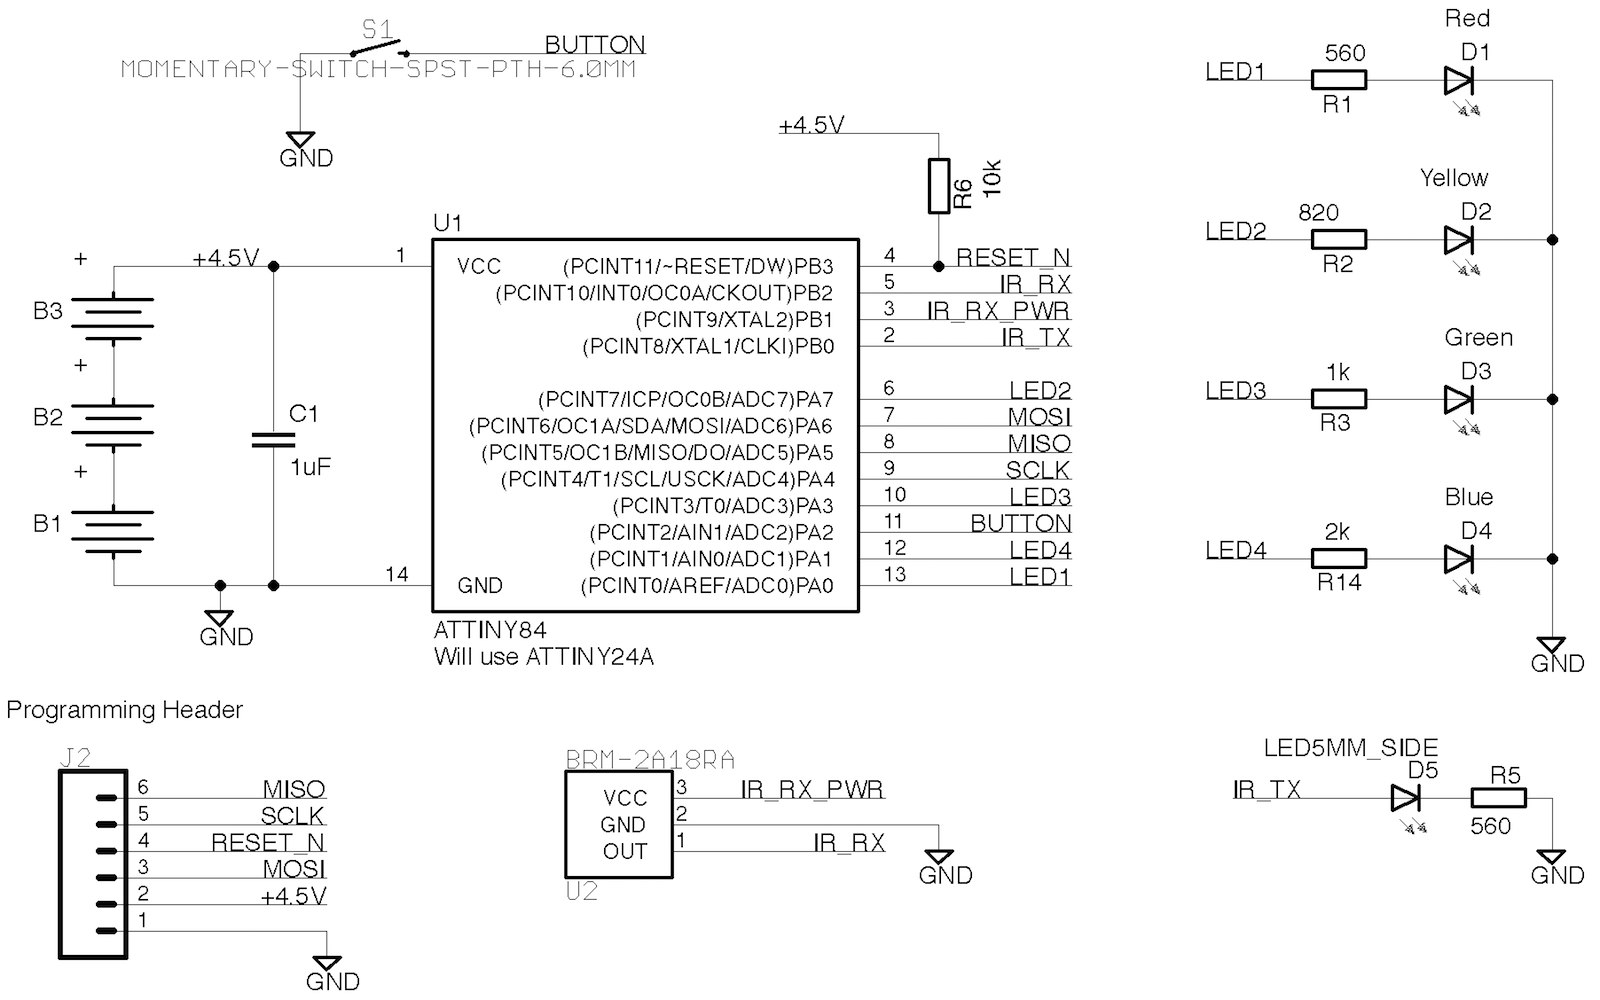 S1
BUTTON
MOMENTARY-SWITCH-SPST-PTH-6.0MM
GND
+4.5V
R6
10k
U1
+4.5V
1
VCC
14
GND
(PCINT11/~RESET/DW)PB3
4
RESET_N
(PCINT10/INT0/OC0A/CKOUT)PB2
5
IR_RX
(PCINT9/XTAL2)PB1
3
IR_RX_PWR
(PCINT8/XTAL1/CLKI)PB0
2
IR_TX
(PCINT7/ICP/OC0B/ADC7)PA7
6
LED2
(PCINT6/OC1A/SDA/MOSI/ADC6)PA6
7
MOSI
(PCINT5/OC1B/MISO/DO/ADC5)PA5
8
MISO
(PCINT4/T1/SCL/USCK/ADC4)PA4
9
SCLK
(PCINT3/T0/ADC3)PA3
10
LED3
(PCINT2/AIN1/ADC2)PA2
11
BUTTON
(PCINT1/AIN0/ADC1)PA1
12
LED4
(PCINT0/AREF/ADC0)PA0
13
LED1
ATTINY84
Will use ATTINY24A
+
B3
+
B2
+
B1
C1
1uF
GND
Red
LED1
560
R1
D1
Yellow
LED2
820
R2
D2
Green
LED3
1k
R3
D3
Blue
LED4
2k
R14
D4
GND
Programming Header
J2
6
MISO
5
SCLK
4
RESET_N
3
MOSI
2
+4.5V
1
GND
BRM-2A18RA
VCC
3
IR_RX_PWR
GND
2
OUT
1
IR_RX
U2
GND
LED5MM_SIDE
IR_TX
D5
R5
560
GND